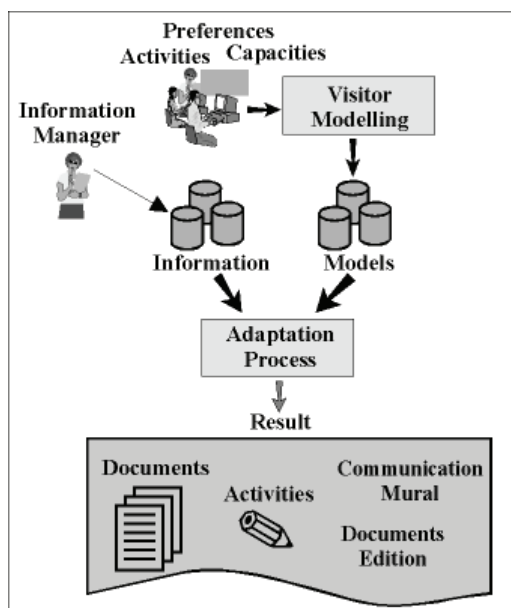 Preferences
Activities Capacities
Information
Manager
Visitor
Modelling
Information
Models
Adaptation
Process
Result
Documents
Activities
Communication
Mural
Documents
Edition